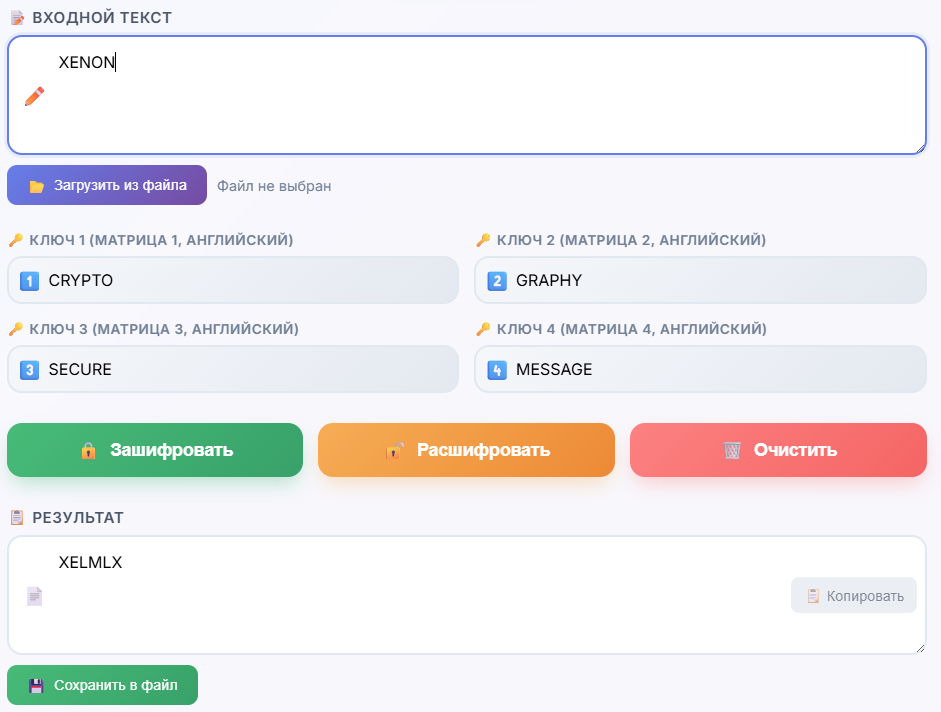 ВХОДНОЙ ТЕКСТ
XENON
Загрузить из файла
Файл не выбран
КЛЮЧ 1 (МАТРИЦА 1, АНГЛИЙСКИЙ)
КЛЮЧ 2 (МАТРИЦА 2, АНГЛИЙСКИЙ)
1 CRYPTO
2 GRAPHY
КЛЮЧ 3 (МАТРИЦА 3, АНГЛИЙСКИЙ)
КЛЮЧ 4 (МАТРИЦА 4, АНГЛИЙСКИЙ)
3 SECURE
4 MESSAGE
Зашифровать
Расшифровать
Очистить
РЕЗУЛЬТАТ
XELMLX
Копировать
Сохранить в файл